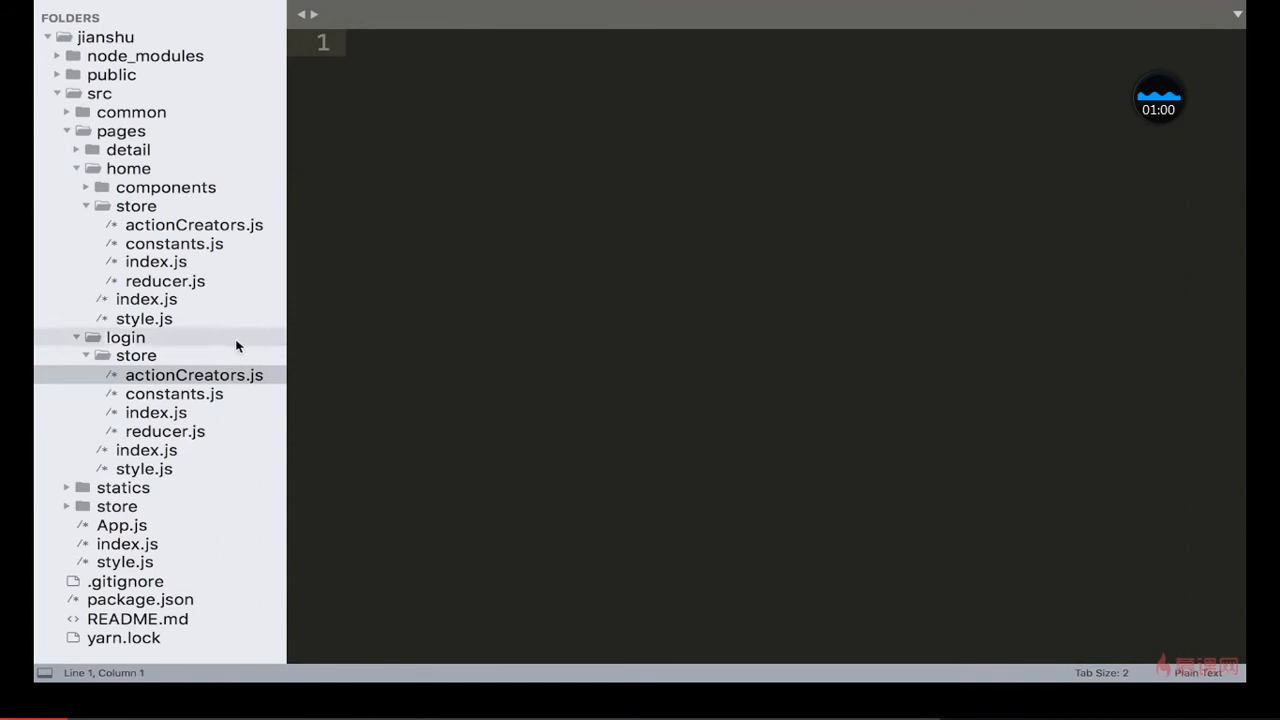 FOLDERS
jianshu
node_modules
public
src
common
pages
detail
home
components
store
actionCreators.js
constants.js
index.js
reducer.js
index.js
style.js
login
store
actionCreators.js
constants.js
index.js
reducer.js
index.js
style.js
statics
store
App.js
index.js
style.js
.gitignore
package.json
README.md
yarn.lock
1
01:00
Line 1, Column 1
Tab Size: 2
Plain Text
慕课网